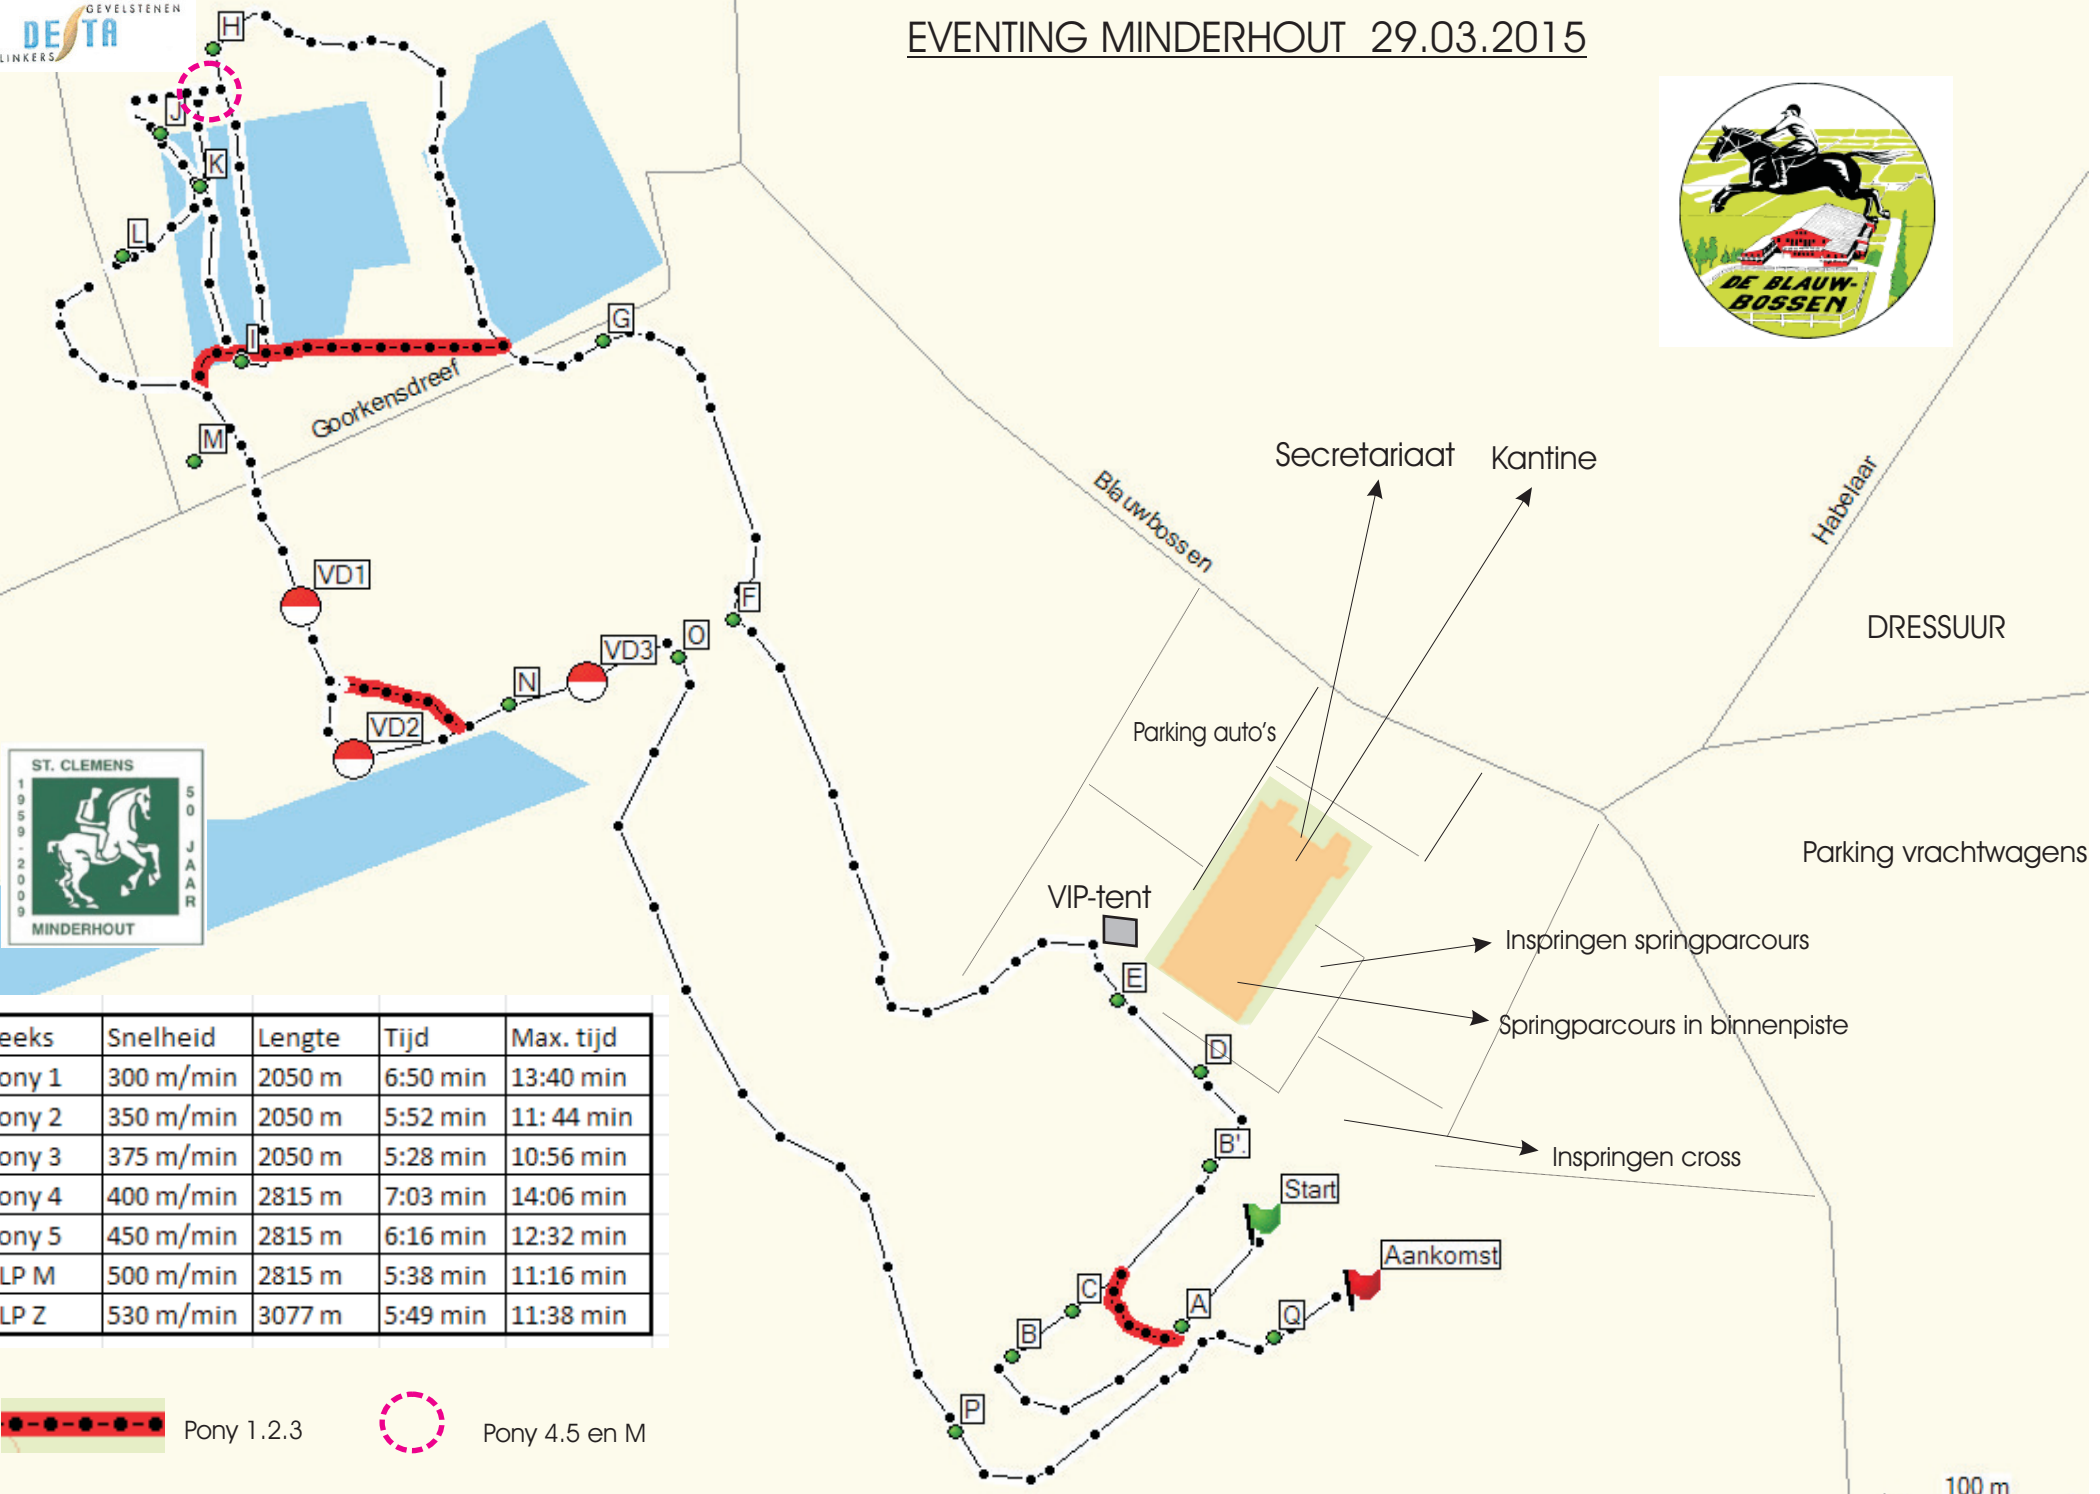 GEVELSTENEN
DESTA
LINKERS
EVENTING MINDERHOUT 29.03.2015
H
J
K
L
I
G
M
Goorkensdreef
DE BLAUW-
BOSSEN
Secretariaat
Kantine
Blauwbossen
Habelaar
VD1
F
O
VD3
N
VD2
DRESSUUR
Parking auto's
ST. CLEMENS
1959-2009
50 JAAR
MINDERHOUT
Parking vrachtwagens
VIP-tent
E
Inspringen springparcours
Springparcours in binnenpiste
D
B'.
Inspringen cross
Start
Aankomst
C
A
Q
B
P
eeks Snelheid Lengte Tijd Max. tijd
ony 1 300 m/min 2050 m 6:50 min 13:40 min
ony 2 350 m/min 2050 m 5:52 min 11: 44 min
ony 3 375 m/min 2050 m 5:28 min 10:56 min
ony 4 400 m/min 2815 m 7:03 min 14:06 min
ony 5 450 m/min 2815 m 6:16 min 12:32 min
LP M 500 m/min 2815 m 5:38 min 11:16 min
LP Z 530 m/min 3077 m 5:49 min 11:38 min
Pony 1.2.3
Pony 4.5 en M
100 m